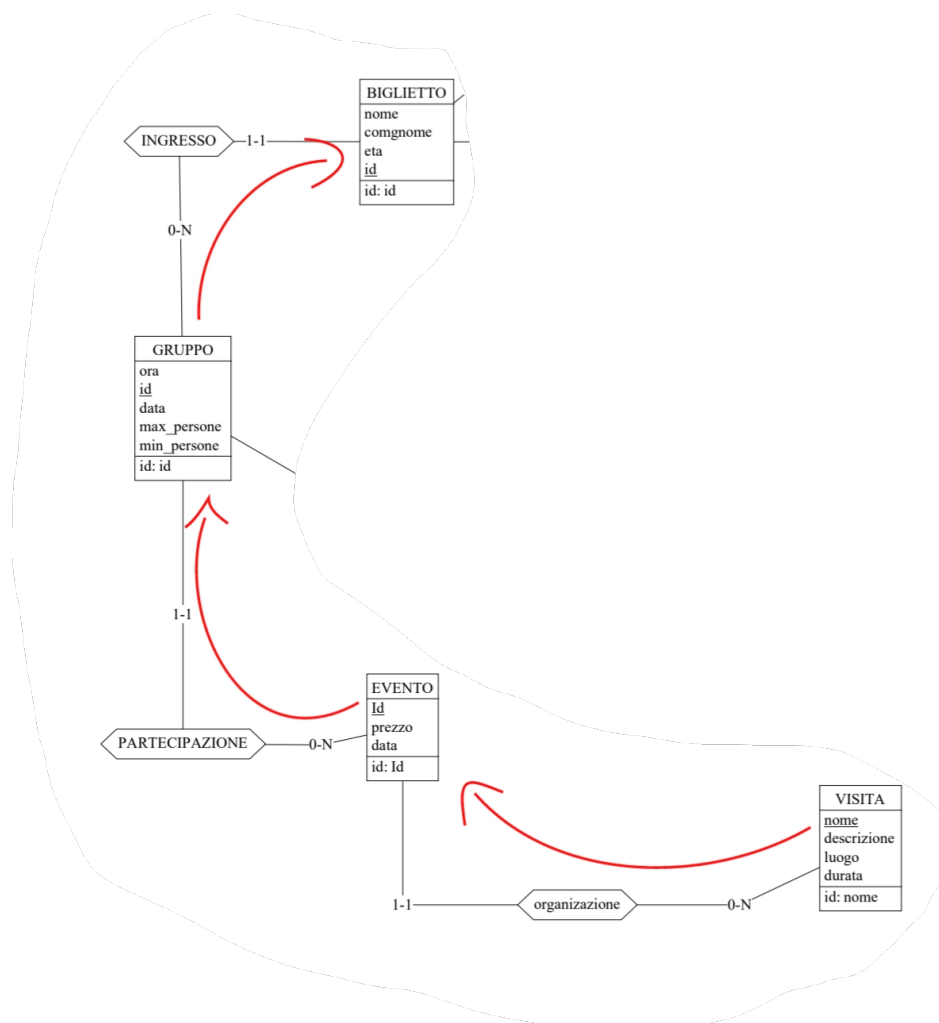 BIGLIETTO
nome
comgnome
eta
id
id: id
INGRESSO
1-1
0-N
GRUPPO
ora
id
data
max_persone
min_persone
id: id
1-1
EVENTO
Id
prezzo
data
id: Id
PARTECIPAZIONE
0-N
VISITA
nome
descrizione
luogo
durata
id: nome
1-1
organizazione
0-N